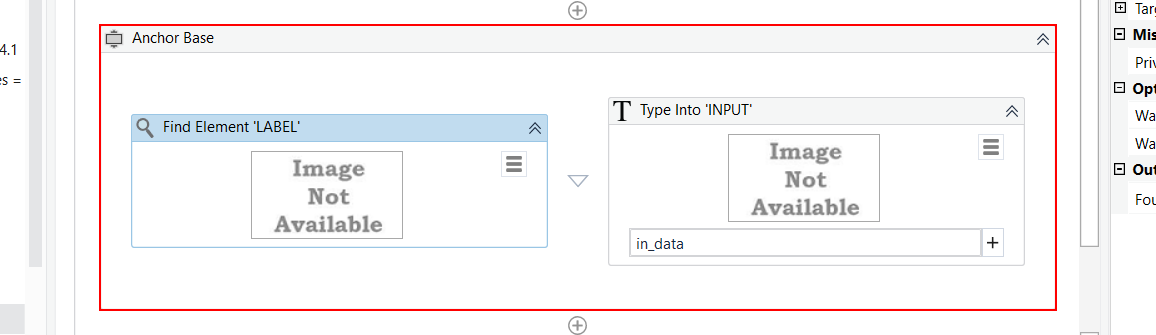 Anchor Base
4.1
es =
Find Element 'LABEL'
Image
Not
Available
T Type Into 'INPUT'
Image
Not
Available
in_data
+
Targ
Mis
Priv
Opt
Wa
Wa
Out
Fou